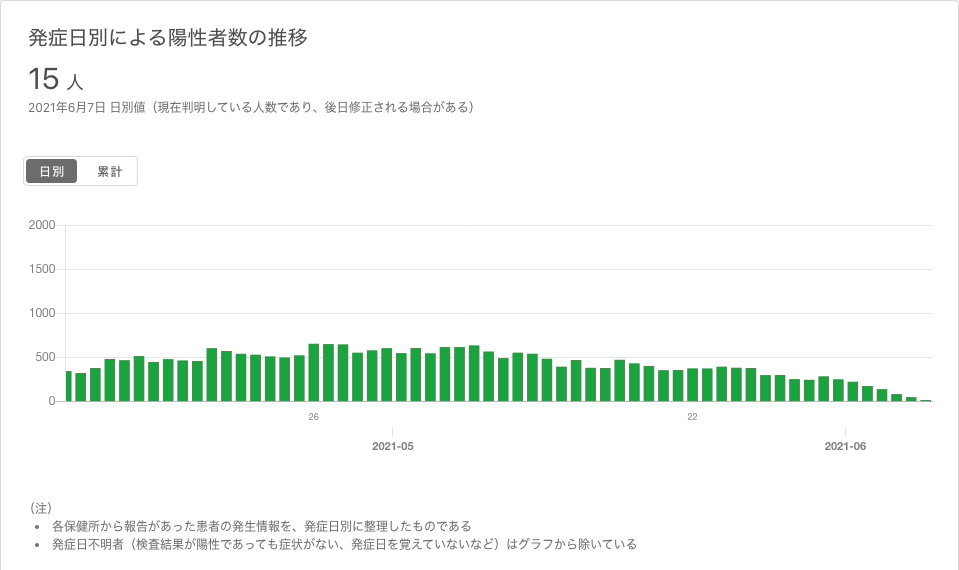 発症日別による陽性者数の推移
15 人
2021年6月7日 日別値（現在判明している人数であり、後日修正される場合がある）
日別 累計
2000
1500
1000
500
0
26 22
2021-05 2021-06
（注）
• 各保健所から報告があった患者の発生情報を、発症日別に整理したものである
• 発症日不明者（検査結果が陽性であっても症状がない、発症日を覚えていないなど）はグラフから除いている